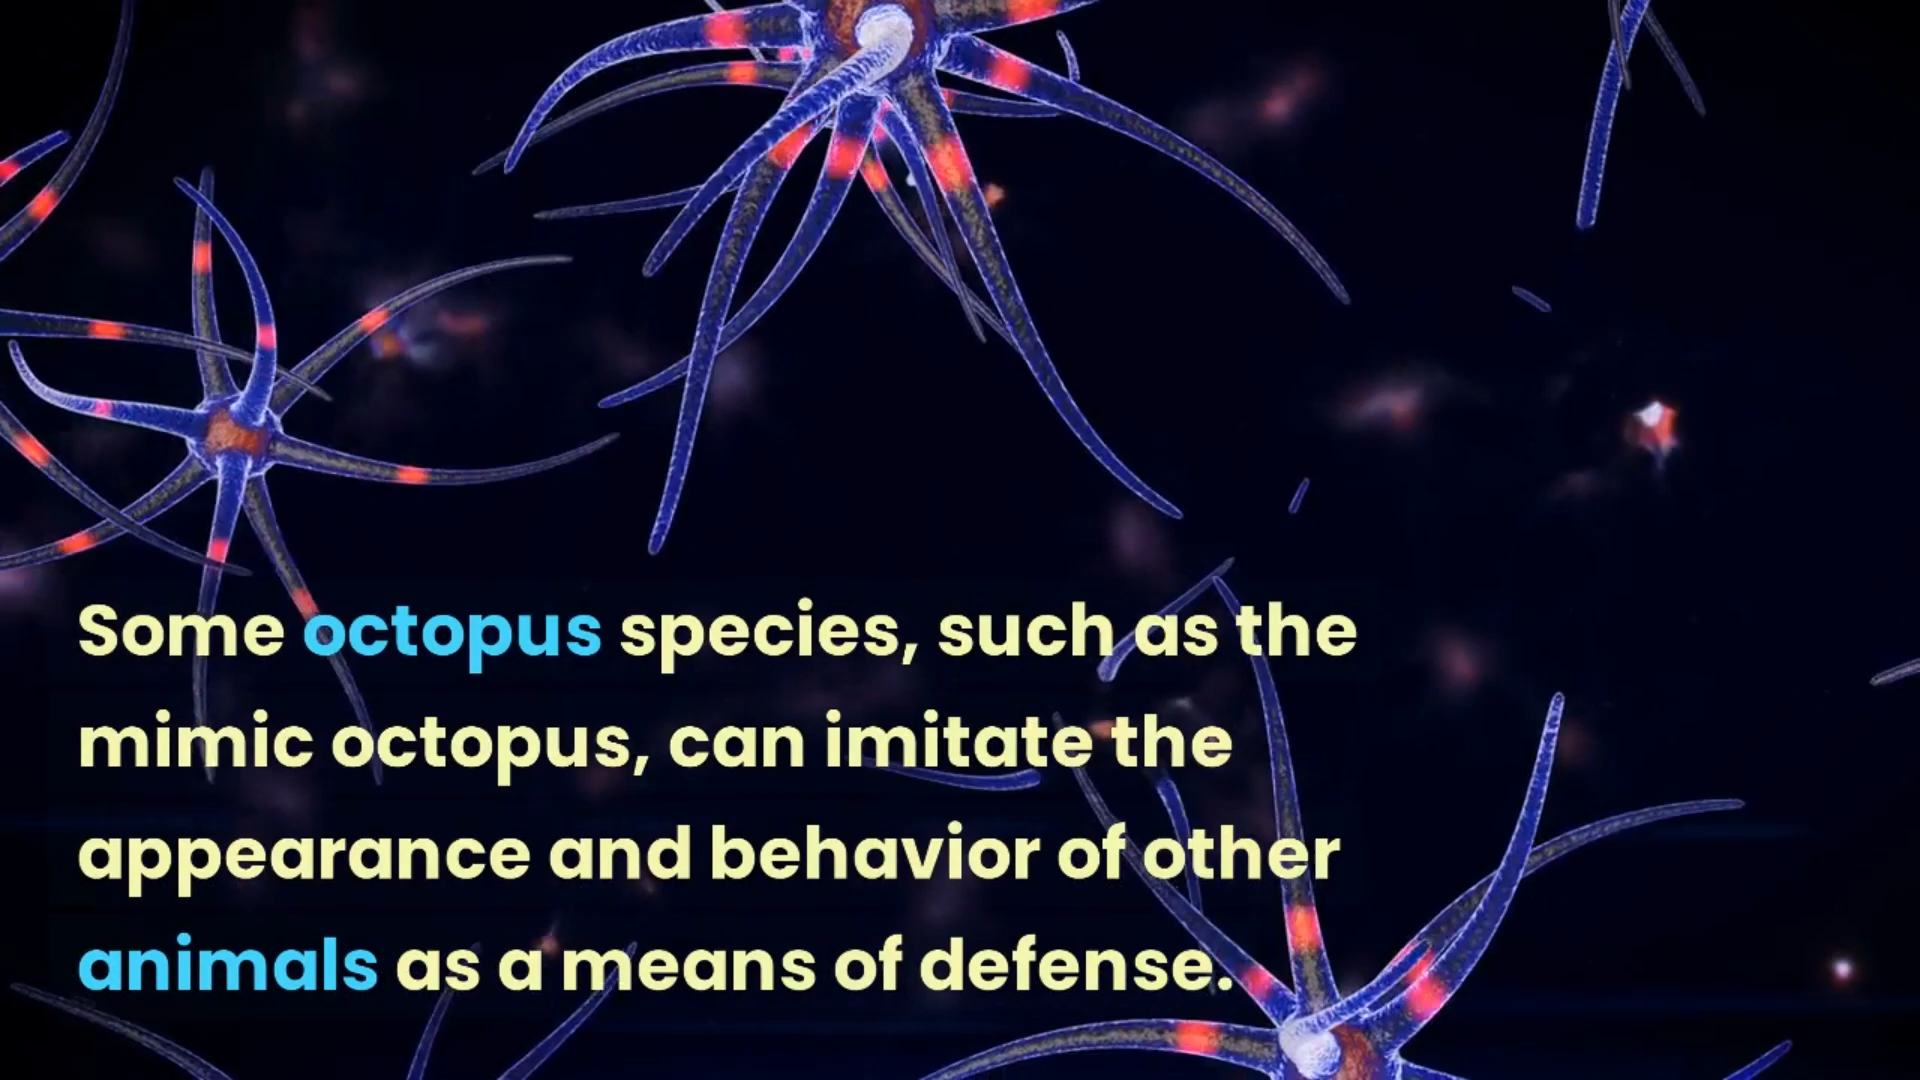 Some octopus species, such as the
mimic octopus, can imitate the
appearance and behavior of other
animals as a means of defense.